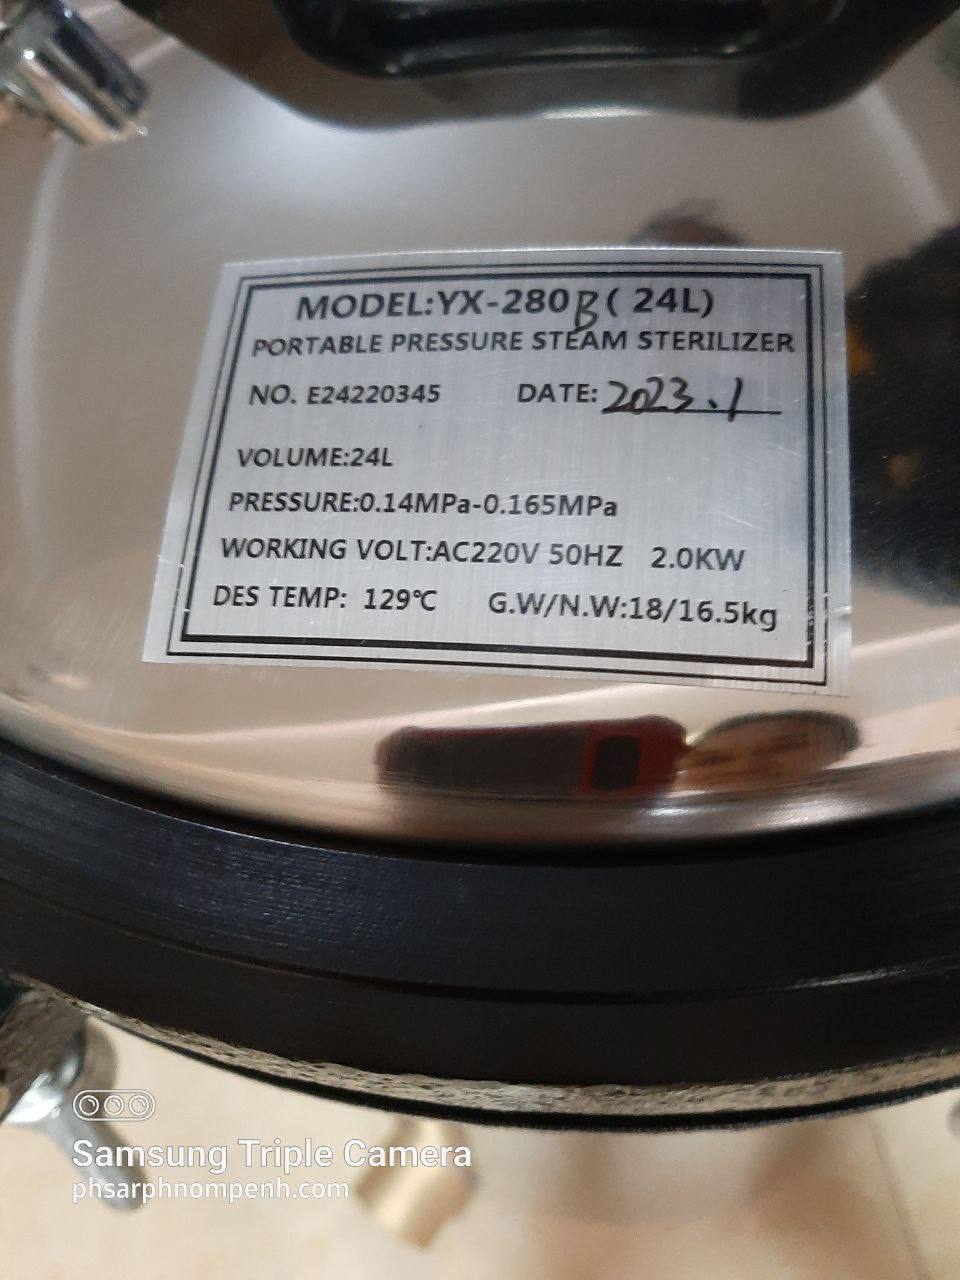 MODEL:YX-280B(24L)
PORTABLE PRESSURE STEAM STERILIZER
NO. E24220345 DATE: 2023.1
VOLUME:24L
PRESSURE:0.14MPa-0.165MPa
WORKING VOLT:AC220V 50HZ 2.0KW
DES TEMP: 129℃ G.W/N.W:18/16.5kg
Samsung Triple Camera
phsarphnompenh.com